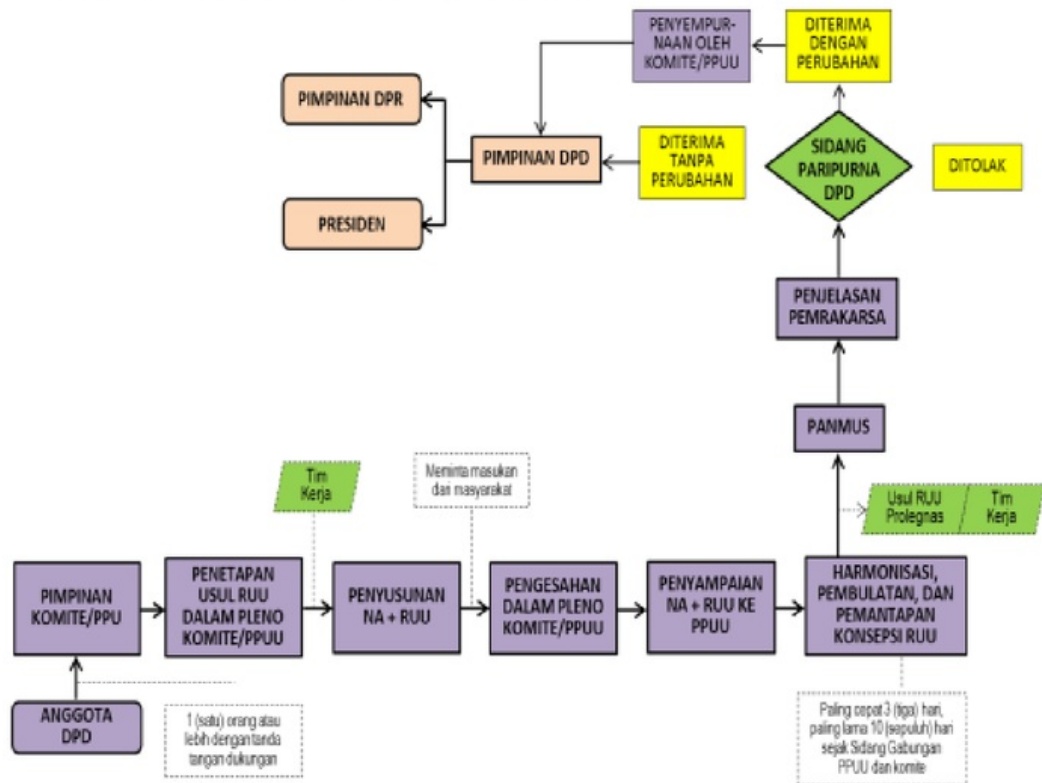 PENYEMPUR-
NAAN OLEH
KOMITE/PPUU
DITERIMA
DENGAN
PERUBAHAN
PIMPINAN DPR
PIMPINAN DPD
DITERIMA
TANPA
PERUBAHAN
SIDANG
PARIPURNA
DPD
DITOLAK
PRESIDEN
PENJELASAN
PEMRAKARSA
PANMUS
Tim
Kerja
Meminta masukan
dari masyarakat
Usul RUU
Prolegnas
Tim
Kerja
PIMPINAN
KOMITE/PPU
PENETAPAN
USUL RUU
DALAM PLENO
KOMITE/PPUU
PENYUSUNAN
NA + RUU
PENGESAHAN
DALAM PLENO
KOMITE/PPUU
PENYAMPAIAN
NA + RUU KE
PPUU
HARMONISASI,
PEMBULATAN, DAN
PEMANTAPAN
KONSEPSI RUU
ANGGOTA
DPD
1 (satu) orang atau
lebih dengan tanda
tangan dukungan
Paling cepat 3 (tiga) hari,
paling lama 10 (sepuluh) hari
sejak Sidang Gabungan
PPUU dan komite